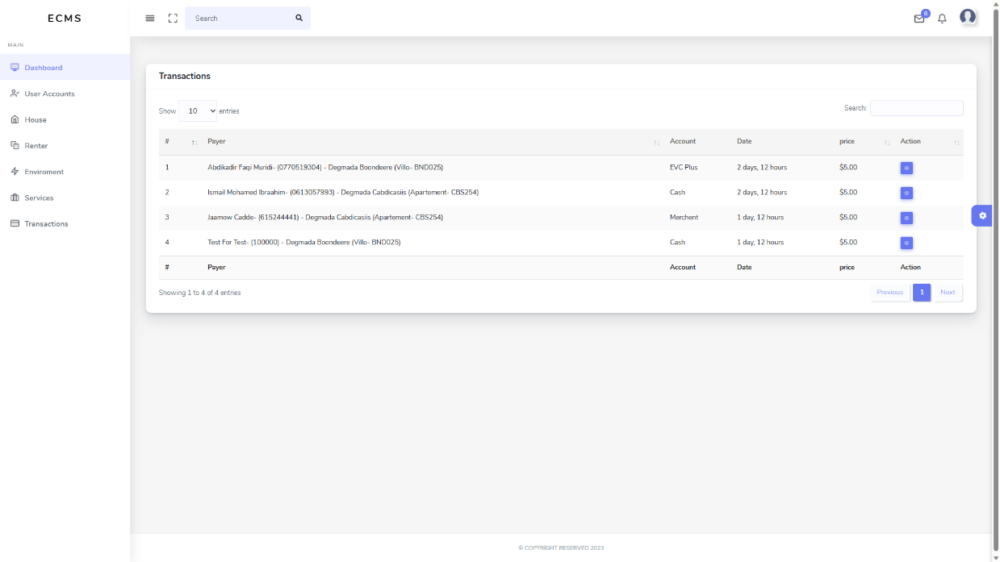 ECMS
Search
6
MAIN
Dashboard
User Accounts
House
Renter
Enviroment
Services
Transactions
Transactions
Show 10 entries
Search:
# Payer Account Date price Action
1 Abdikadir Faqi Muridi- (0770519304) - Degmada Boondeere (Villo- BND025) EVC Plus 2 days, 12 hours $5.00
2 Ismail Mohamed Ibraahim- (0613057993) - Degmada Cabdicasiis (Apartement- CBS254) Cash 2 days, 12 hours $5.00
3 Jaamow Cadde- (615244441) - Degmada Cabdicasiis (Apartement- CBS254) Merchent 1 day, 12 hours $5.00
4 Test For Test- (100000) - Degmada Boondeere (Villo- BND025) Cash 1 day, 12 hours $5.00
# Payer Account Date price Action
Showing 1 to 4 of 4 entries
Previous 1 Next
© COPYRIGHT RESERVED 2023